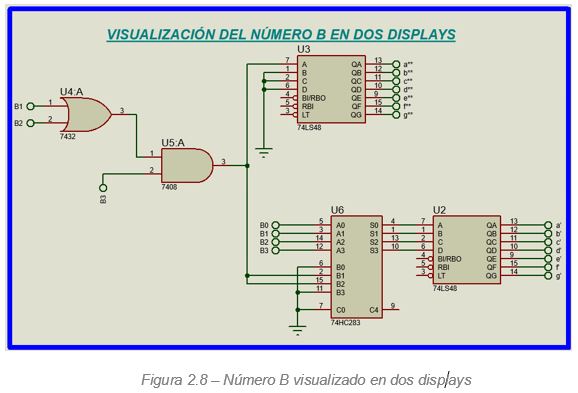 VISUALIZACIÓN DEL NÚMERO B EN DOS DISPLAYS
U3
7 A QA 13 a''
1 B QB 12 b''
2 C QC 11 c''
6 D QD 10 d''
4 BI/RBO QE 9 e''
5 RBI QF 15 f''
3 LT QG 14 g''
74LS48
U4:A
B1 1
B2 2
3
7432
U5:A
1
2
3
7408
B3
U6
B0 5 A0 S0 4
B1 3 A1 S1 1
B2 14 A2 S2 13
B3 12 A3 S3 10
6 B0
2 B1
15 B2
11 B3
7 C0 C4 9
74HC283
U2
7 A QA 13 a'
1 B QB 12 b'
2 C QC 11 c'
6 D QD 10 d'
4 BI/RBO QE 9 e'
5 RBI QF 15 f'
3 LT QG 14 g'
74LS48
Figura 2.8 – Número B visualizado en dos displays